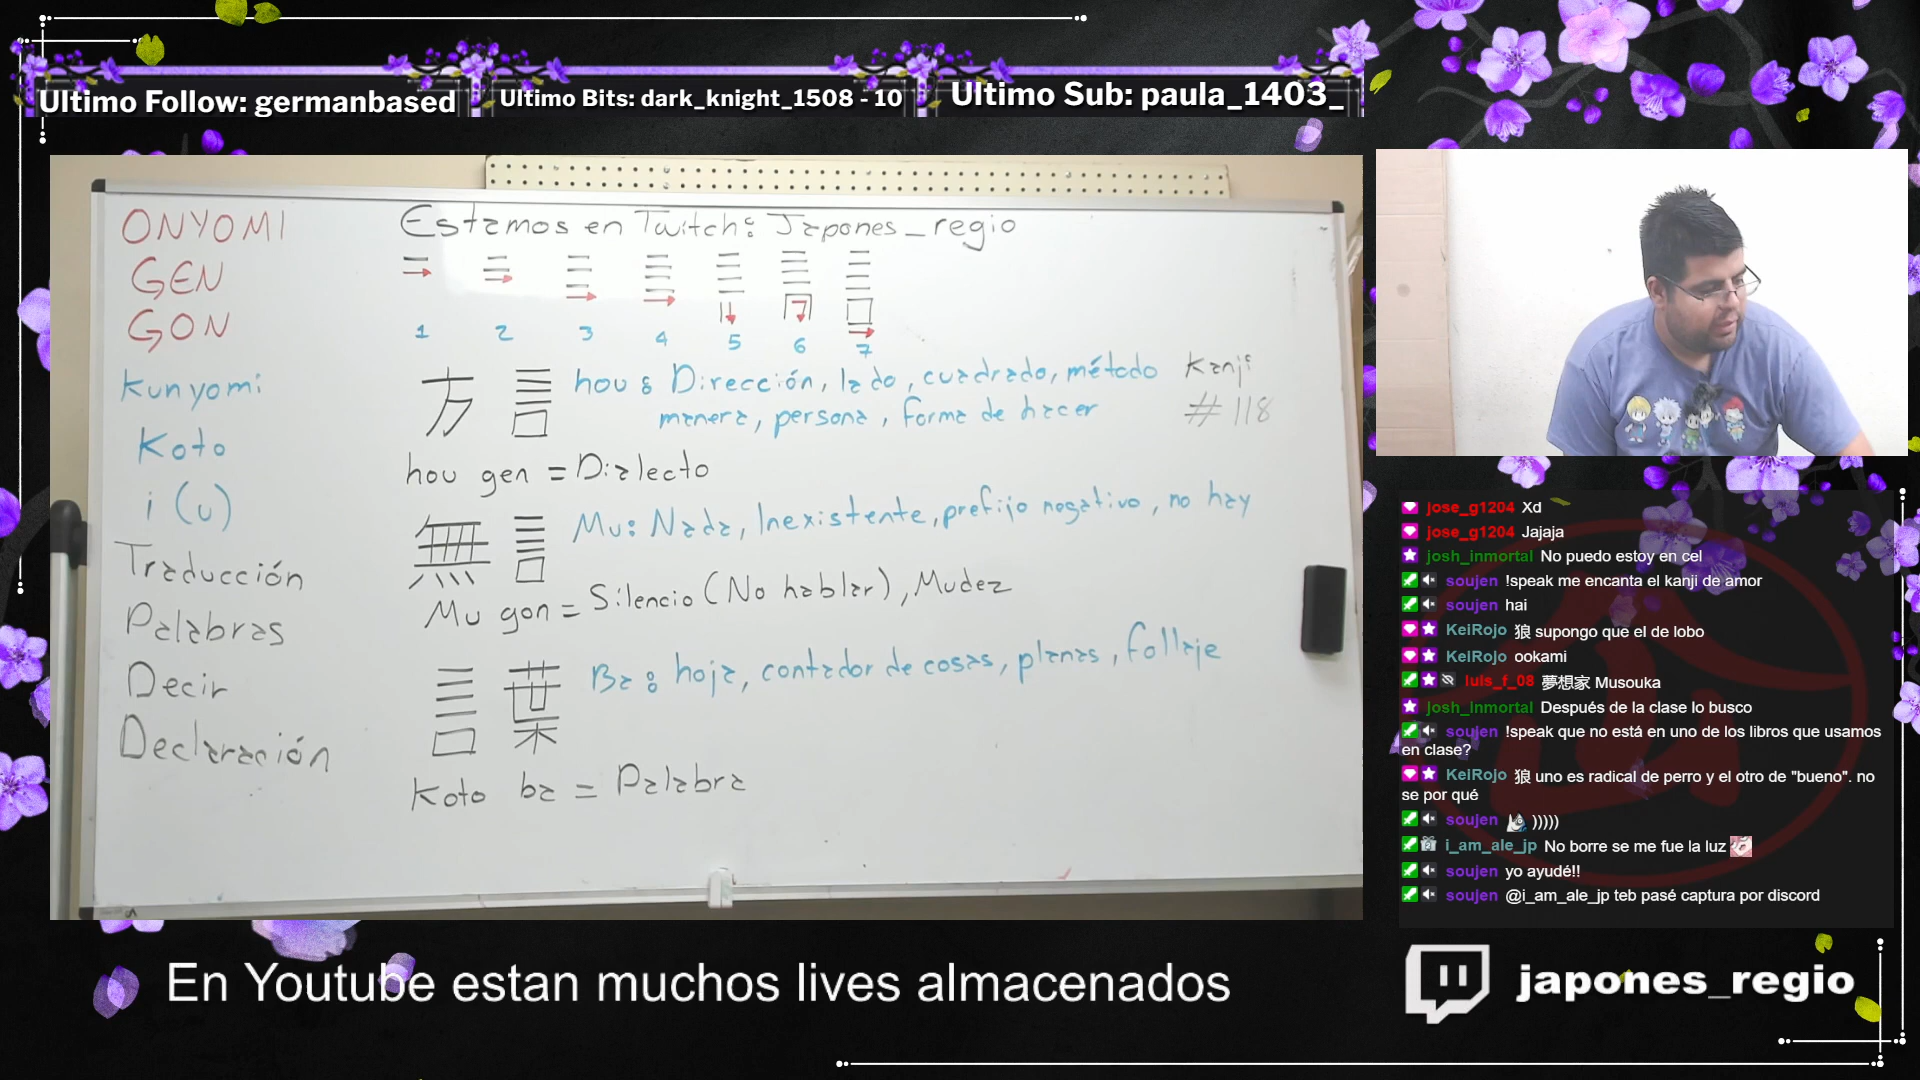 Ultimo Follow: germanbased
Ultimo Bits: dark_knight_1508 - 10
Ultimo Sub: paula_1403_
ONYOMI
GEN
GON
Kunyomi
Koto
i (u)
Traducción
Palabras
Decir
Declaración
Estamos en Twitch: Japones_regio
1 2 3 4 5 6 7
方言 hou: Dirección, lado, cuadrado, método
manera, persona, forma de hacer
Kanji
#118
hou gen = Dialecto
無言 Mu: Nada, Inexistente, prefijo negativo, no hay
Mu gon = Silencio (No hablar), Mudez
言葉 Ba: hoja, contador de cosas, planas, follaje
Koto ba = Palabra
jose_g1204 Xd
jose_g1204 Jajaja
josh_inmortal No puedo estoy en cel
soujen !speak me encanta el kanji de amor
soujen hai
KeiRojo 狼 supongo que el de lobo
KeiRojo ookami
luis_f_08 夢想家 Musouka
josh_inmortal Después de la clase lo busco
soujen !speak que no está en uno de los libros que usamos
en clase?
KeiRojo 狼 uno es radical de perro y el otro de "bueno". no
se por qué
soujen )))))
i_am_ale_jp No borre se me fue la luz
soujen yo ayudé!!
soujen @i_am_ale_jp teb pasé captura por discord
En Youtube estan muchos lives almacenados
japones_regio